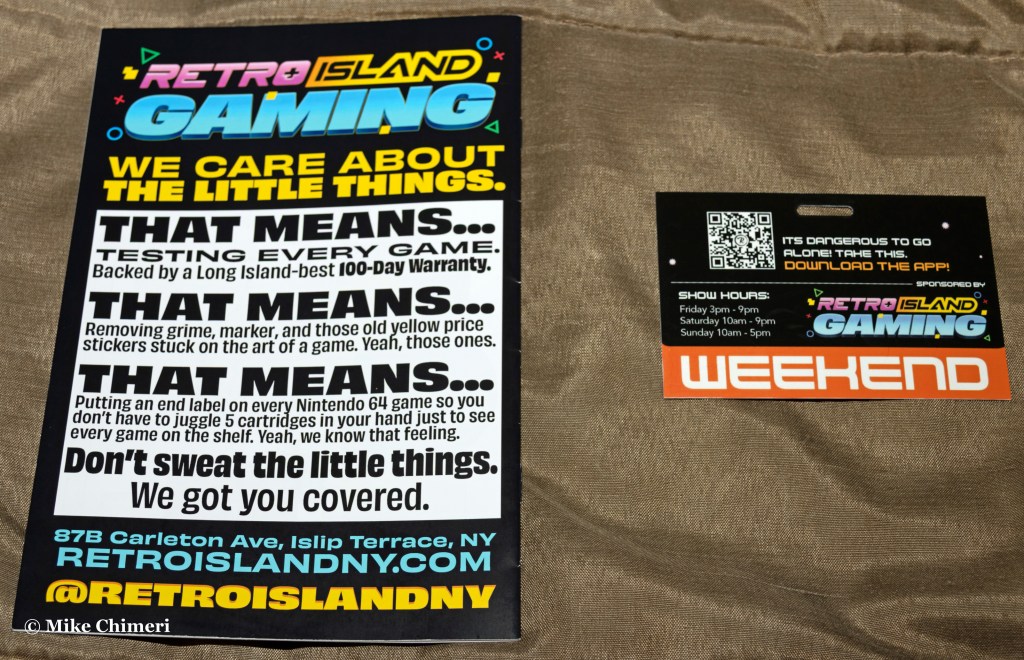 RETRO ISLAND
GAMING
WE CARE ABOUT
THE LITTLE THINGS.
THAT MEANS...
TESTING EVERY GAME.
Backed by a Long Island-best 100-Day Warranty.
THAT MEANS...
Removing grime, marker, and those old yellow price
stickers stuck on the art of a game. Yeah, those ones.
THAT MEANS...
Putting an end label on every Nintendo 64 game so you
don't have to juggle 5 cartridges in your hand just to see
every game on the shelf. Yeah, we know that feeling.
Don't sweat the little things.
We got you covered.
87B Carleton Ave, Islip Terrace, NY
RETROISLANDNY.COM
@RETROISLANDNY
ITS DANGEROUS TO GO
ALONE! TAKE THIS.
DOWNLOAD THE APP!
SPONSORED BY
SHOW HOURS:
Friday 3pm - 9pm
Saturday 10am - 9pm
Sunday 10am - 5pm
RETRO ISLAND
GAMING
WEEKEND
© Mike Chimeri